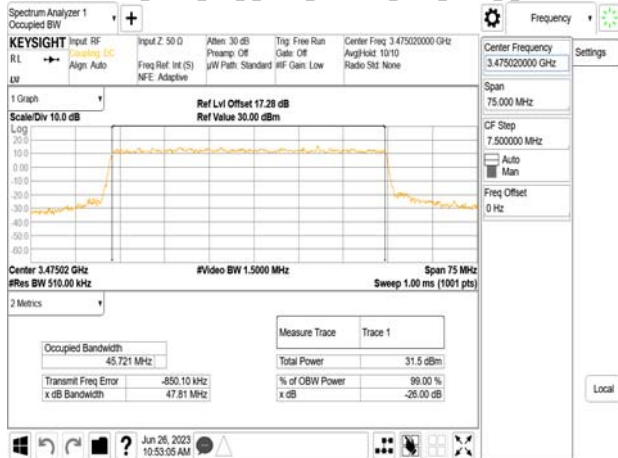 Spectrum Analyzer 1
Occupied BW
+
Frequency
KEYSIGHT
RL
LVI
Input: RF
Coupling: DC
Align: Auto
Input Z: 50 Ω
Freq Ref: Int (S)
NFE: Adaptive
Atten: 30 dB
Preamp: Off
µW Path: Standard
Trig: Free Run
Gate: Off
#IF Gain: Low
Center Freq: 3.475020000 GHz
Avg|Hold: 10/10
Radio Std: None
Center Frequency
3.475020000 GHz
Settings
Span
75.000 MHz
CF Step
7.500000 MHz
Auto
Man
Freq Offset
0 Hz
Local
1 Graph
Scale/Div 10.0 dB
Ref Lvl Offset 17.28 dB
Ref Value 30.00 dBm
Log
20.0
10.0
0.00
-10.0
-20.0
-30.0
-40.0
-50.0
-60.0
Center 3.47502 GHz
#Video BW 1.5000 MHz
Span 75 MHz
#Res BW 510.00 kHz
Sweep 1.00 ms (1001 pts)
2 Metrics
Measure Trace Trace 1
Occupied Bandwidth
45.721 MHz
Total Power 31.5 dBm
Transmit Freq Error -850.10 kHz
% of OBW Power 99.00 %
x dB Bandwidth 47.81 MHz
x dB -26.00 dB
?
Jun 26, 2023
10:53:05 AM